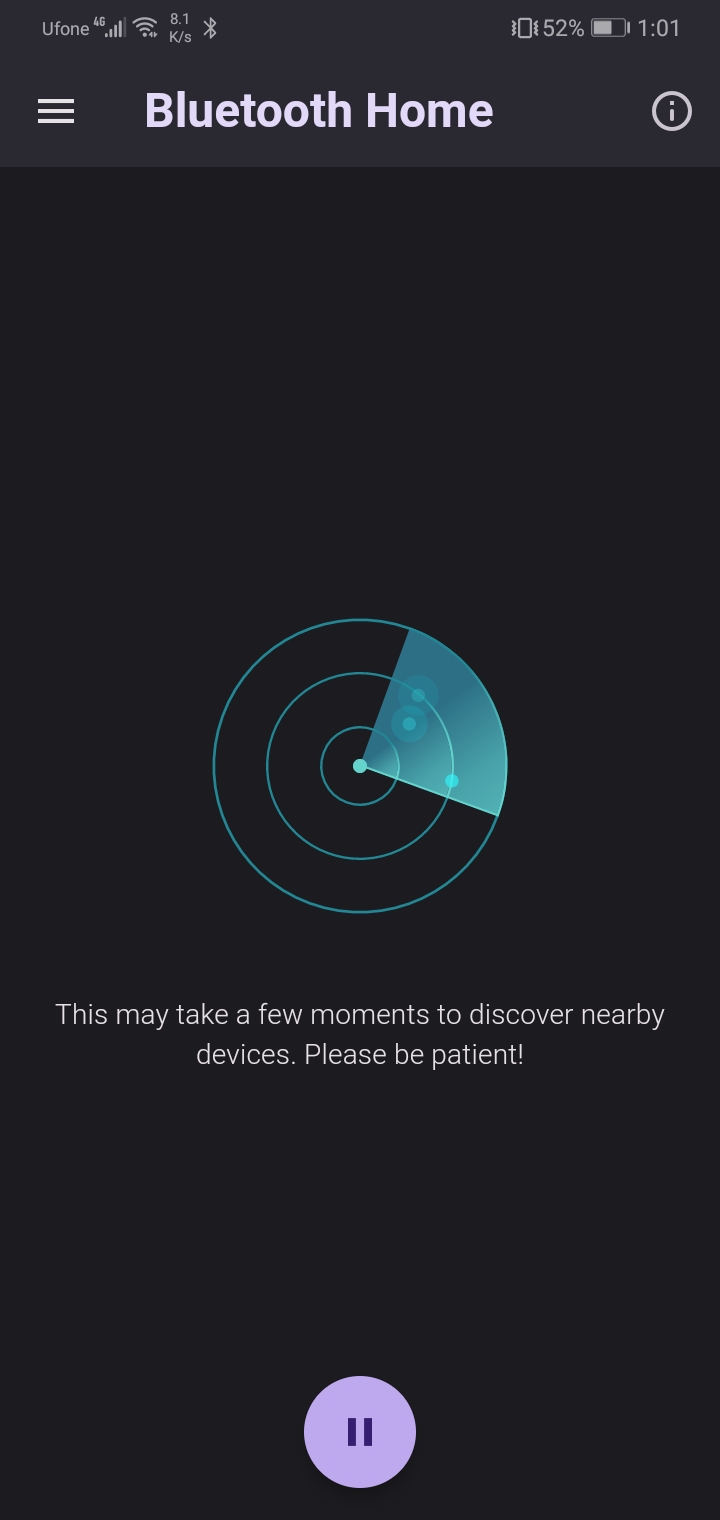 Ufone 4G 8.1 K/s 52% 1:01
Bluetooth Home
This may take a few moments to discover nearby
devices. Please be patient!